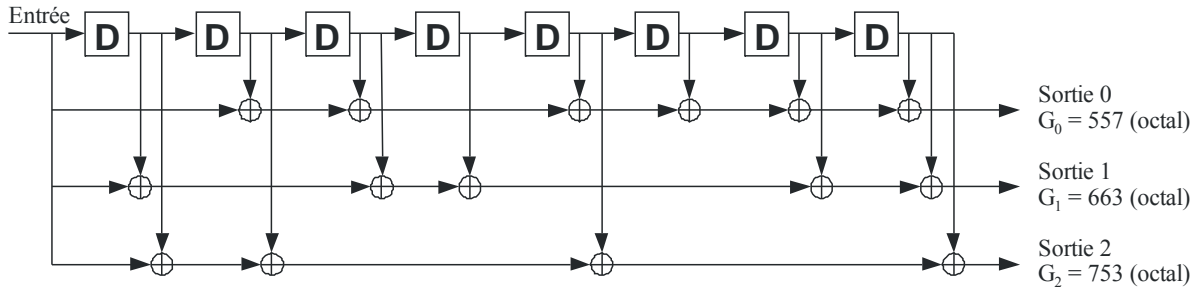 Entrée
D D D D D D D D
Sortie 0
G0 = 557 (octal)
Sortie 1
G1 = 663 (octal)
Sortie 2
G2 = 753 (octal)